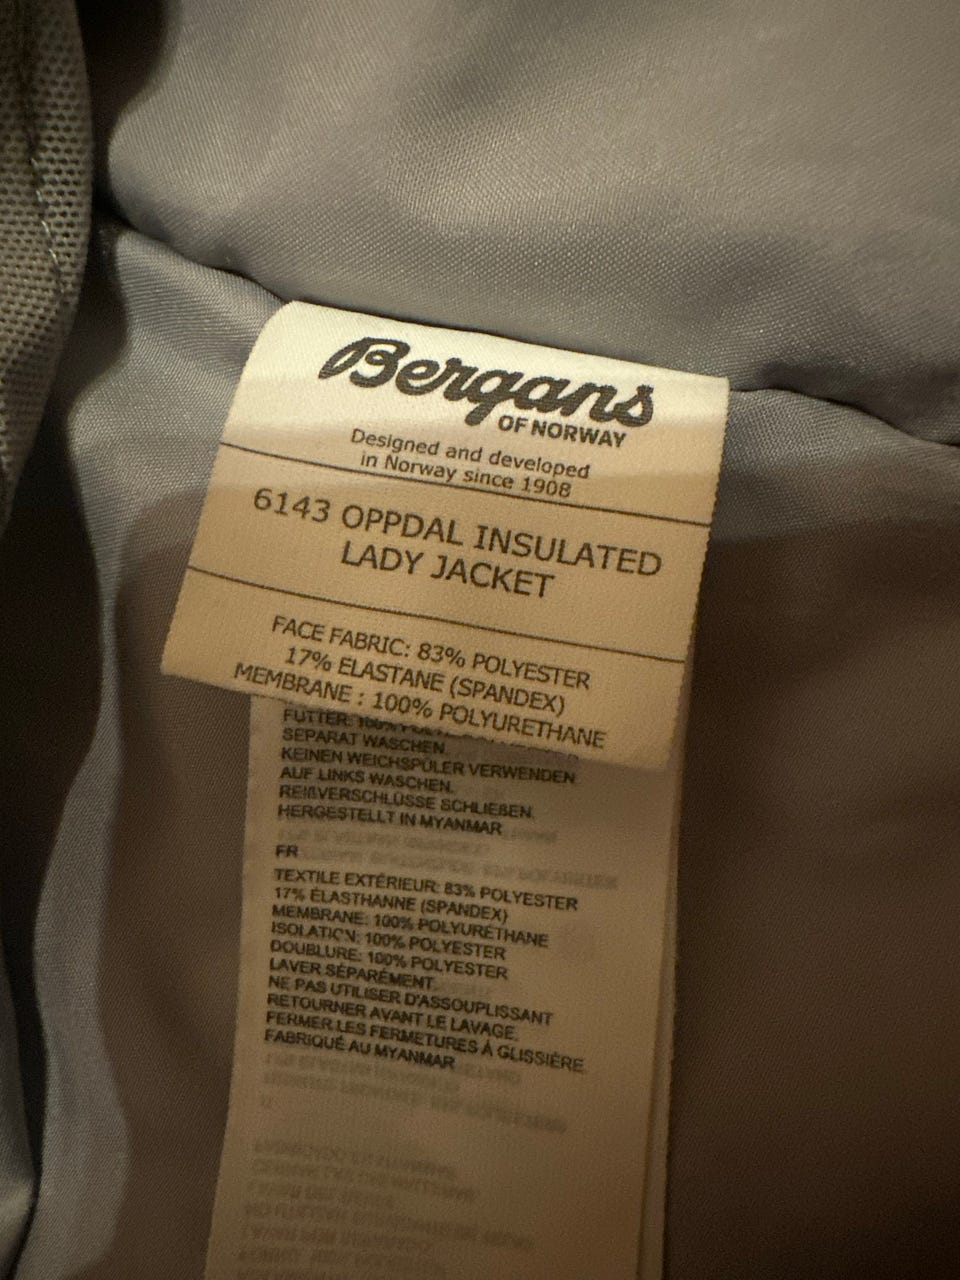 Bergans
OF NORWAY
Designed and developed
in Norway since 1908
6143 OPPDAL INSULATED
LADY JACKET
FACE FABRIC: 83% POLYESTER
17% ELASTANE (SPANDEX)
MEMBRANE : 100% POLYURETHANE
FUTTER: 100%
SEPARAT WASCHEN.
KEINEN WEICHSPÜLER VERWENDEN
AUF LINKS WASCHEN.
REIßVERSCHLÜSSE SCHLIEßEN.
HERGESTELLT IN MYANMAR
FR
TEXTILE EXTÉRIEUR: 83% POLYESTER
17% ÉLASTHANNE (SPANDEX)
MEMBRANE: 100% POLYURÉTHANE
ISOLATION: 100% POLYESTER
DOUBLURE: 100% POLYESTER
LAVER SÉPARÉMENT.
NE PAS UTILISER D'ASSOUPLISSANT
RETOURNER AVANT LE LAVAGE.
FERMER LES FERMETURES À GLISSIÈRE.
FABRIQUÉ AU MYANMAR